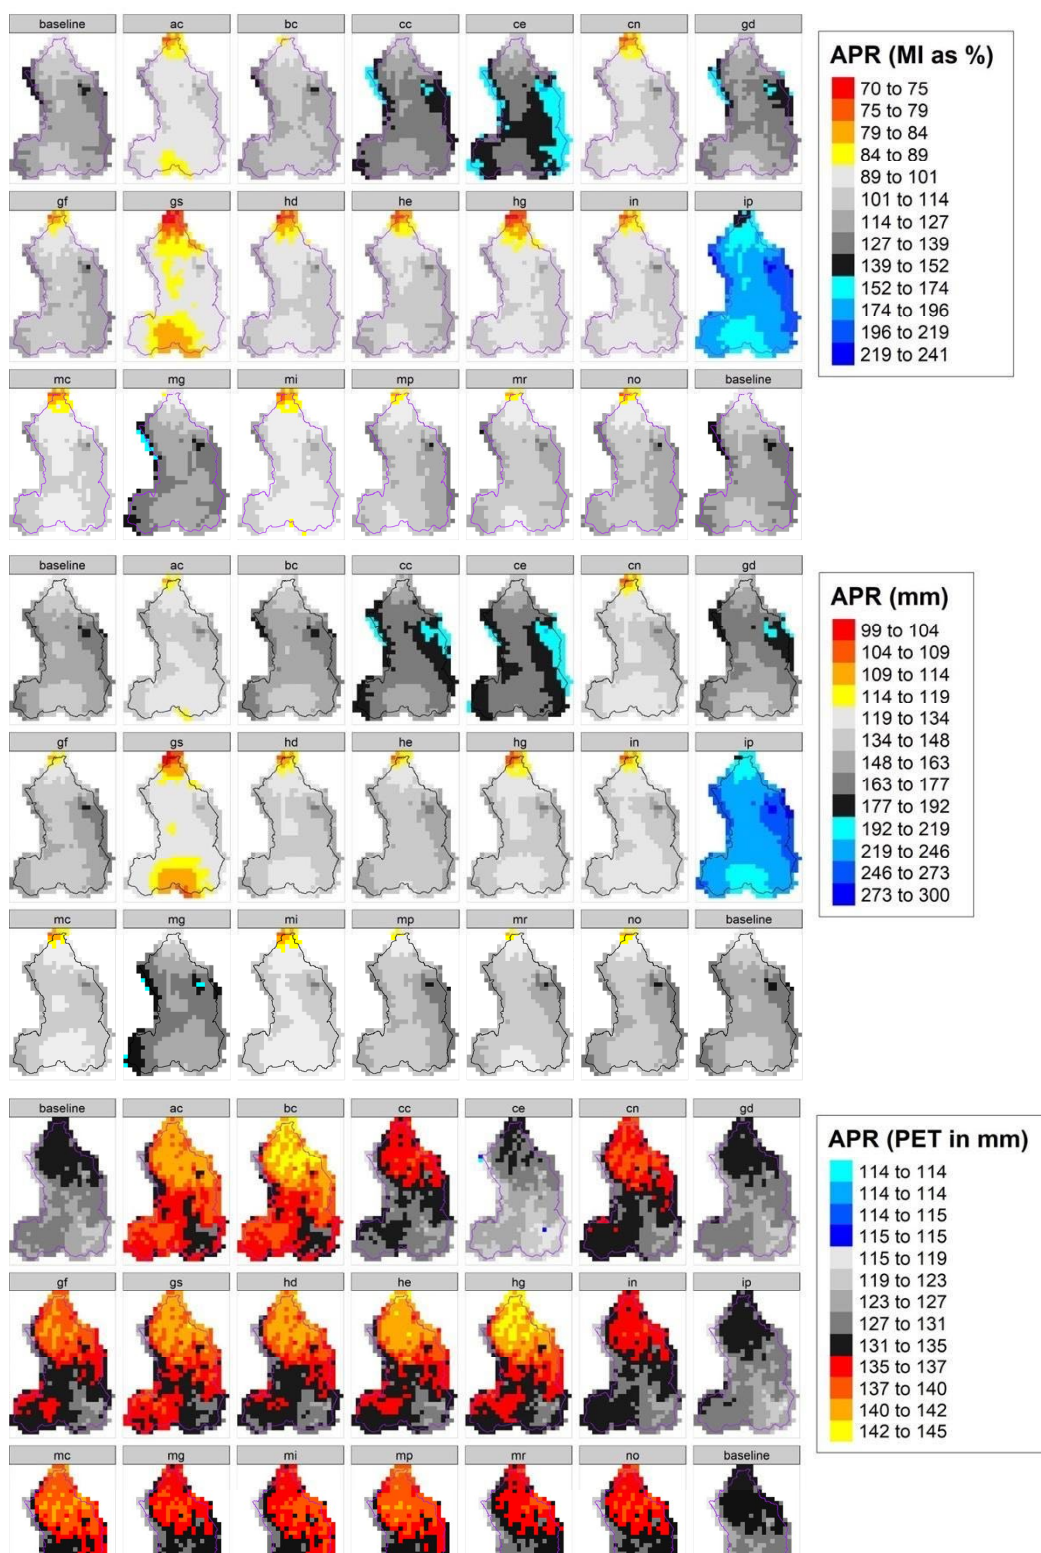 baseline ac bc cc ce cn gd
APR (MI as %)
70 to 75
75 to 79
79 to 84
84 to 89
89 to 101
101 to 114
114 to 127
127 to 139
139 to 152
152 to 174
174 to 196
196 to 219
219 to 241
gf gs hd he hg in ip
mc mg mi mp mr no baseline
baseline ac bc cc ce cn gd
APR (mm)
99 to 104
104 to 109
109 to 114
114 to 119
119 to 134
134 to 148
148 to 163
163 to 177
177 to 192
192 to 219
219 to 246
246 to 273
273 to 300
gf gs hd he hg in ip
mc mg mi mp mr no baseline
baseline ac bc cc ce cn gd
APR (PET in mm)
114 to 114
114 to 114
114 to 115
115 to 115
115 to 119
119 to 123
123 to 127
127 to 131
131 to 135
135 to 137
137 to 140
140 to 142
142 to 145
gf gs hd he hg in ip
mc mg mi mp mr no baseline